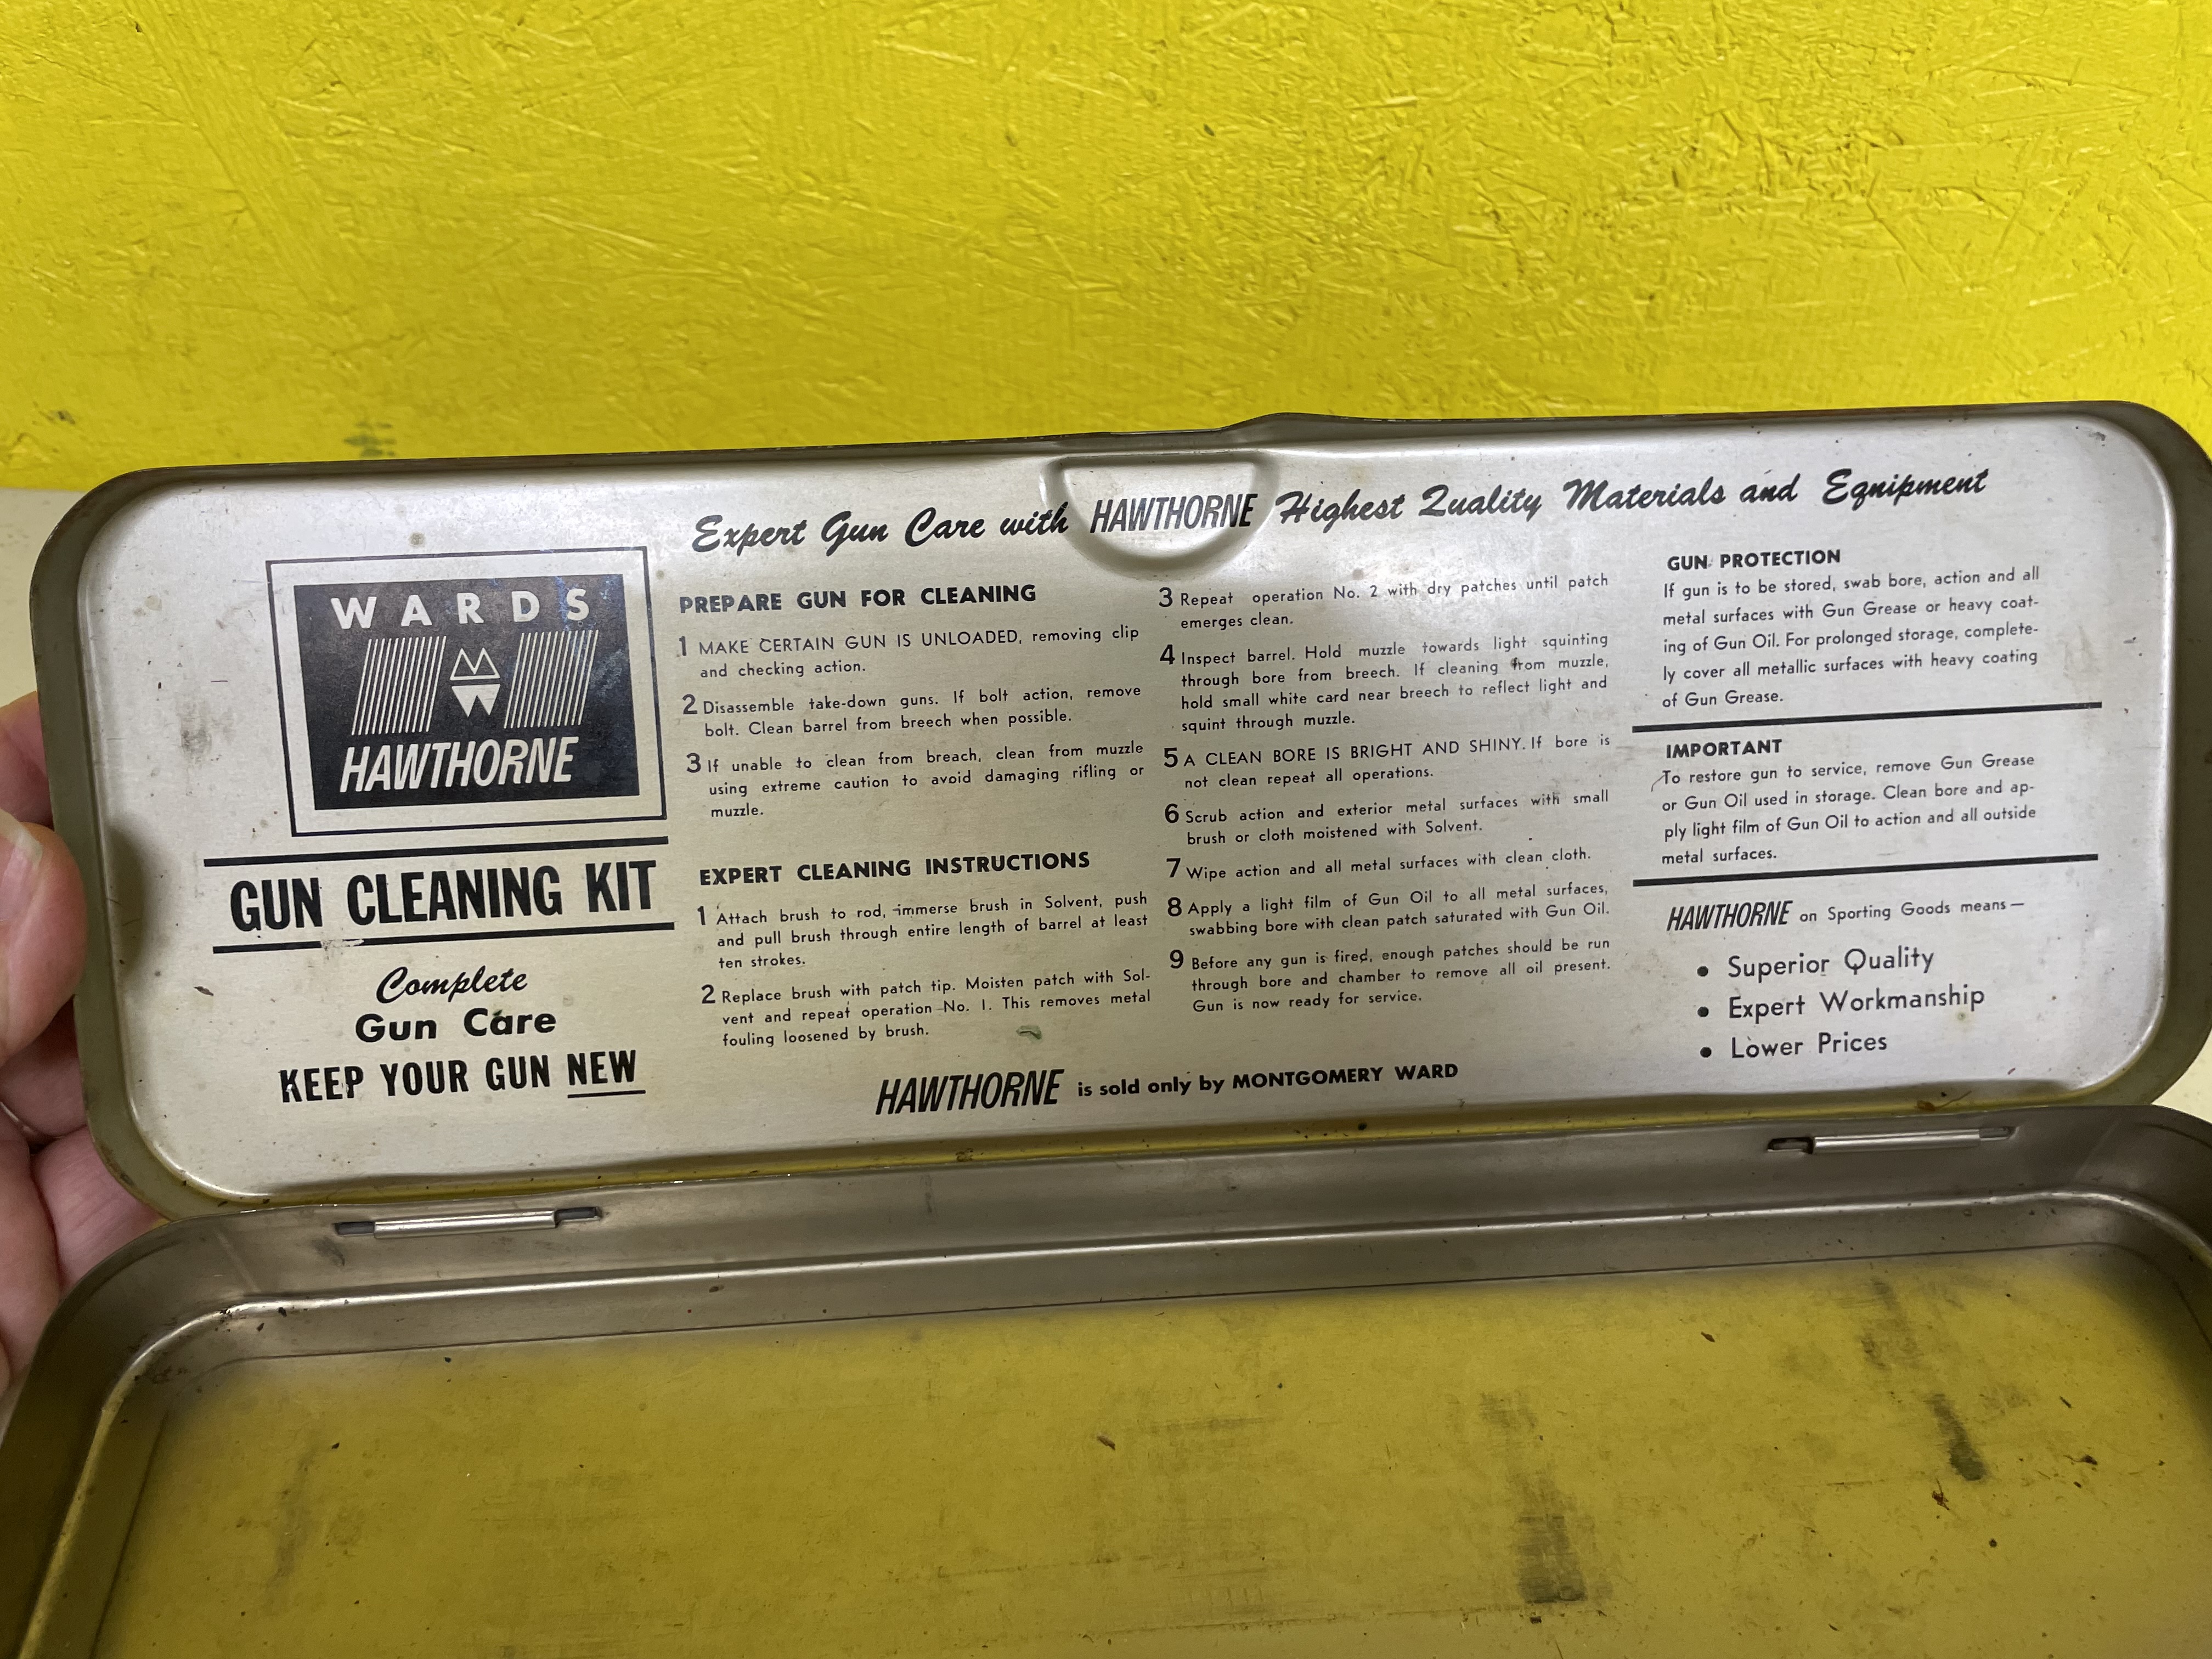 Expert Gun Care with HAWTHORNE Highest Quality Materials and Equipment
WARDS
HAWTHORNE
GUN CLEANING KIT
Complete
Gun Care
KEEP YOUR GUN NEW
PREPARE GUN FOR CLEANING
1 MAKE CERTAIN GUN IS UNLOADED, removing clip
and checking action.
2 Disassemble take-down guns. If bolt action, remove
bolt. Clean barrel from breech when possible.
3 If unable to clean from breach, clean from muzzle
using extreme caution to avoid damaging rifling or
muzzle.
EXPERT CLEANING INSTRUCTIONS
1 Attach brush to rod, immerse brush in Solvent, push
and pull brush through entire length of barrel at least
ten strokes.
2 Replace brush with patch tip. Moisten patch with Sol-
vent and repeat operation No. 1. This removes metal
fouling loosened by brush.
3 Repeat operation No. 2 with dry patches until patch
emerges clean.
4 Inspect barrel. Hold muzzle towards light squinting
through bore from breech. If cleaning from muzzle,
hold small white card near breech to reflect light and
squint through muzzle.
5 A CLEAN BORE IS BRIGHT AND SHINY. If bore is
not clean repeat all operations.
6 Scrub action and exterior metal surfaces with small
brush or cloth moistened with Solvent.
7 Wipe action and all metal surfaces with clean cloth.
8 Apply a light film of Gun Oil to all metal surfaces,
swabbing bore with clean patch saturated with Gun Oil.
9 Before any gun is fired, enough patches should be run
through bore and chamber to remove all oil present.
Gun is now ready for service.
GUN PROTECTION
If gun is to be stored, swab bore, action and all
metal surfaces with Gun Grease or heavy coat-
ing of Gun Oil. For prolonged storage, complete-
ly cover all metallic surfaces with heavy coating
of Gun Grease.
IMPORTANT
To restore gun to service, remove Gun Grease
or Gun Oil used in storage. Clean bore and ap-
ply light film of Gun Oil to action and all outside
metal surfaces.
HAWTHORNE on Sporting Goods means—
• Superior Quality
• Expert Workmanship
• Lower Prices
HAWTHORNE is sold only by MONTGOMERY WARD